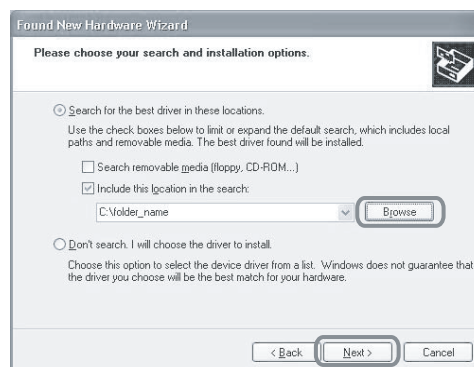 Found New Hardware Wizard
Please choose your search and installation options.
Search for the best driver in these locations.
Use the check boxes below to limit or expand the default search, which includes local
paths and removable media. The best driver found will be installed.
Search removable media (floppy, CD-ROM...)
Include this location in the search:
C:\folder_name
Browse
Don't search. I will choose the driver to install.
Choose this option to select the device driver from a list. Windows does not guarantee that
the driver you choose will be the best match for your hardware.
< Back
Next >
Cancel